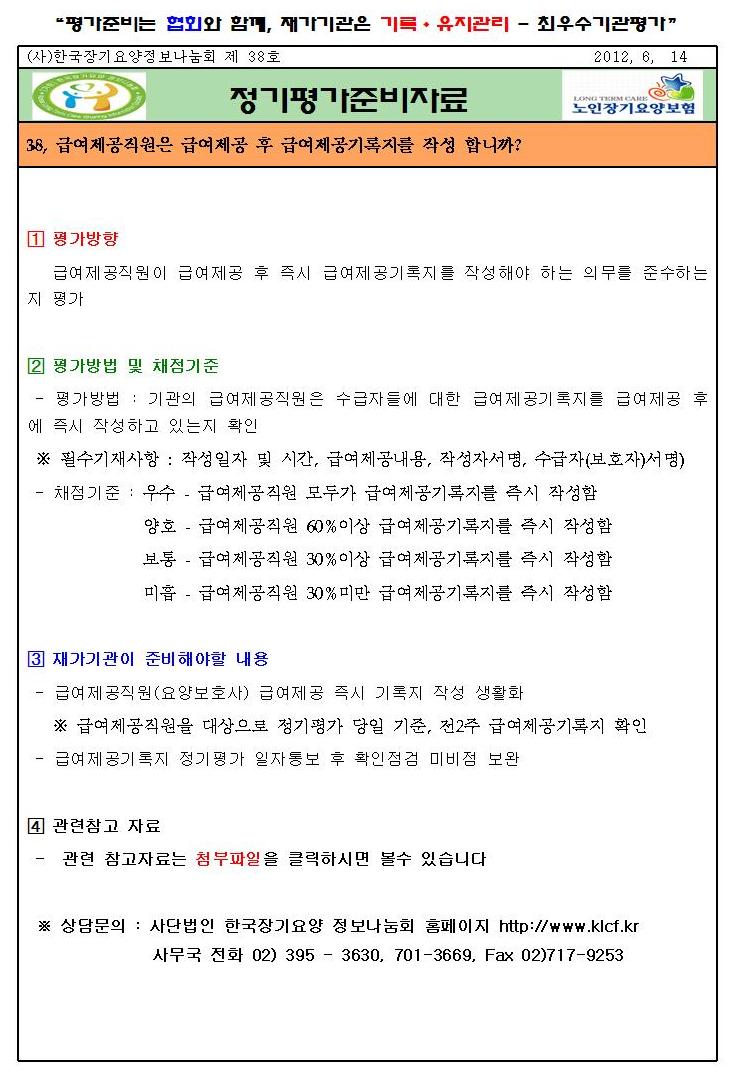 “평가준비는 협회와 함께, 재가기관은 기록·유지관리 - 최우수기관평가”
(사)한국장기요양정보나눔회 제 38호 2012, 6, 14
정기평가준비자료
LONG TERM CARE
노인장기요양보험
38, 급여제공직원은 급여제공 후 급여제공기록지를 작성 합니까?
1 평가방향
급여제공직원이 급여제공 후 즉시 급여제공기록지를 작성해야 하는 의무를 준수하는
지 평가
2 평가방법 및 채점기준
- 평가방법 : 기관의 급여제공직원은 수급자들에 대한 급여제공기록지를 급여제공 후
에 즉시 작성하고 있는지 확인
※ 필수기재사항 : 작성일자 및 시간, 급여제공내용, 작성자서명, 수급자(보호자)서명)
- 채점기준 : 우수 - 급여제공직원 모두가 급여제공기록지를 즉시 작성함
양호 - 급여제공직원 60%이상 급여제공기록지를 즉시 작성함
보통 - 급여제공직원 30%이상 급여제공기록지를 즉시 작성함
미흡 - 급여제공직원 30%미만 급여제공기록지를 즉시 작성함
3 재가기관이 준비해야할 내용
- 급여제공직원(요양보호사) 급여제공 즉시 기록지 작성 생활화
※ 급여제공직원을 대상으로 정기평가 당일 기준, 전2주 급여제공기록지 확인
- 급여제공기록지 정기평가 일자통보 후 확인점검 미비점 보완
4 관련참고 자료
- 관련 참고자료는 첨부파일을 클릭하시면 볼수 있습니다
※ 상담문의 : 사단법인 한국장기요양 정보나눔회 홈페이지 http://www.klcf.kr
사무국 전화 02) 395 - 3630, 701-3669, Fax 02)717-9253